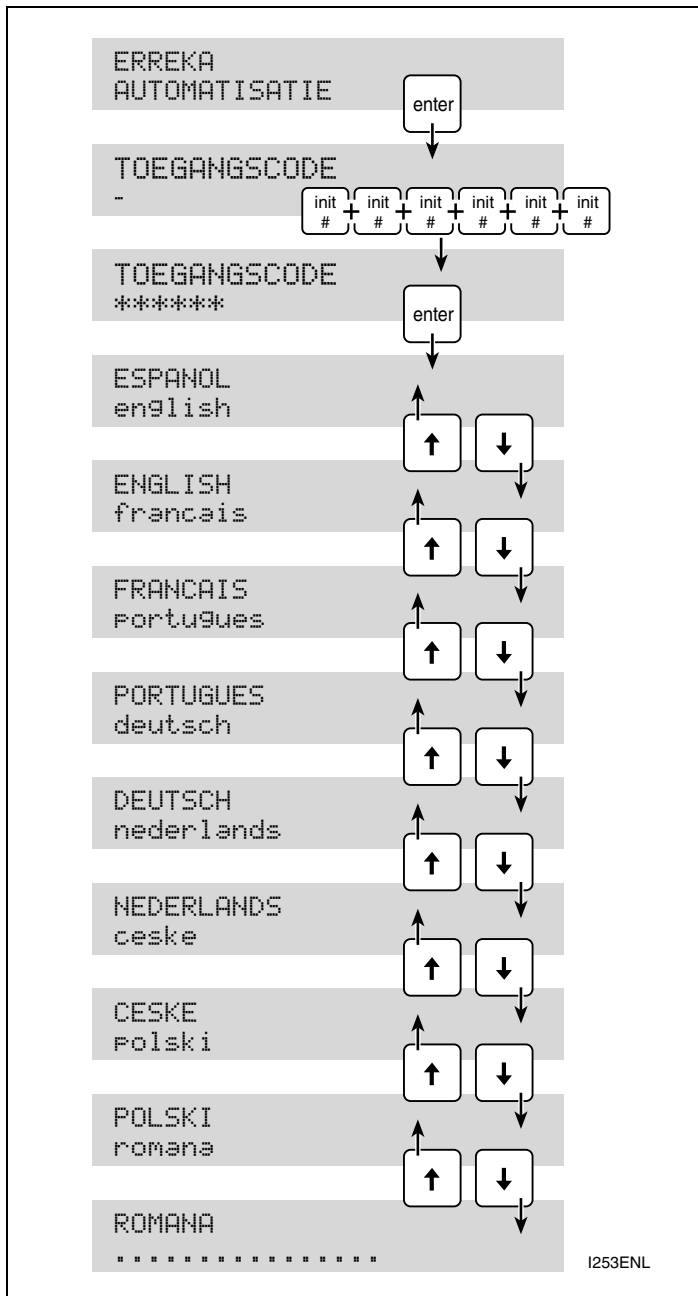 ERREKA
AUTOMATISATIE
enter
TOEGANGSCODE
-
init # + init # + init # + init # + init # + init #
TOEGANGSCODE
******
enter
ESPANOL
english
↑ ↓
ENGLISH
francais
↑ ↓
FRANCAIS
portugues
↑ ↓
PORTUGUES
deutsch
↑ ↓
DEUTSCH
nederlands
↑ ↓
NEDERLANDS
ceske
↑ ↓
CESKE
polski
↑ ↓
POLSKI
romana
↑ ↓
ROMANA
................
I253ENL